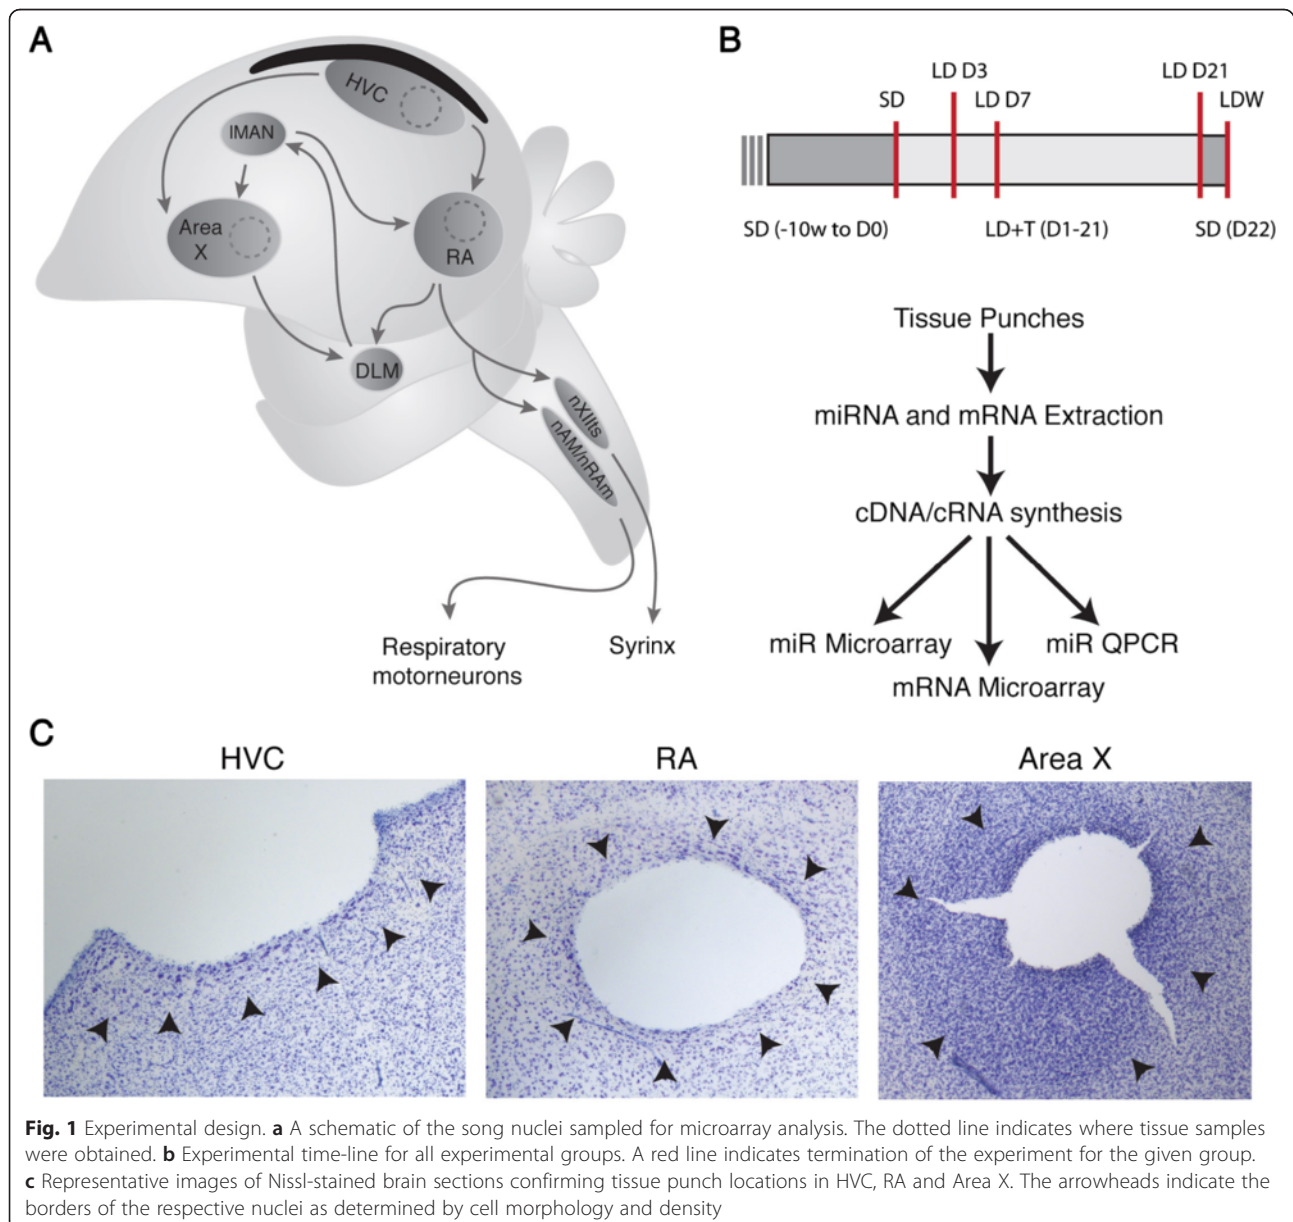 A
HVC
lMAN
Area
X
RA
DLM
nXIIts
nAM/nRAm
Respiratory
motorneurons
Syrinx
B
SD
LD D3
LD D7
LD D21
LDW
SD (-10w to D0)
LD+T (D1-21)
SD (D22)
Tissue Punches
miRNA and mRNA Extraction
cDNA/cRNA synthesis
miR Microarray
miR QPCR
mRNA Microarray
C
HVC
RA
Area X
Fig. 1 Experimental design. a A schematic of the song nuclei sampled for microarray analysis. The dotted line indicates where tissue samples
were obtained. b Experimental time-line for all experimental groups. A red line indicates termination of the experiment for the given group.
c Representative images of Nissl-stained brain sections confirming tissue punch locations in HVC, RA and Area X. The arrowheads indicate the
borders of the respective nuclei as determined by cell morphology and density